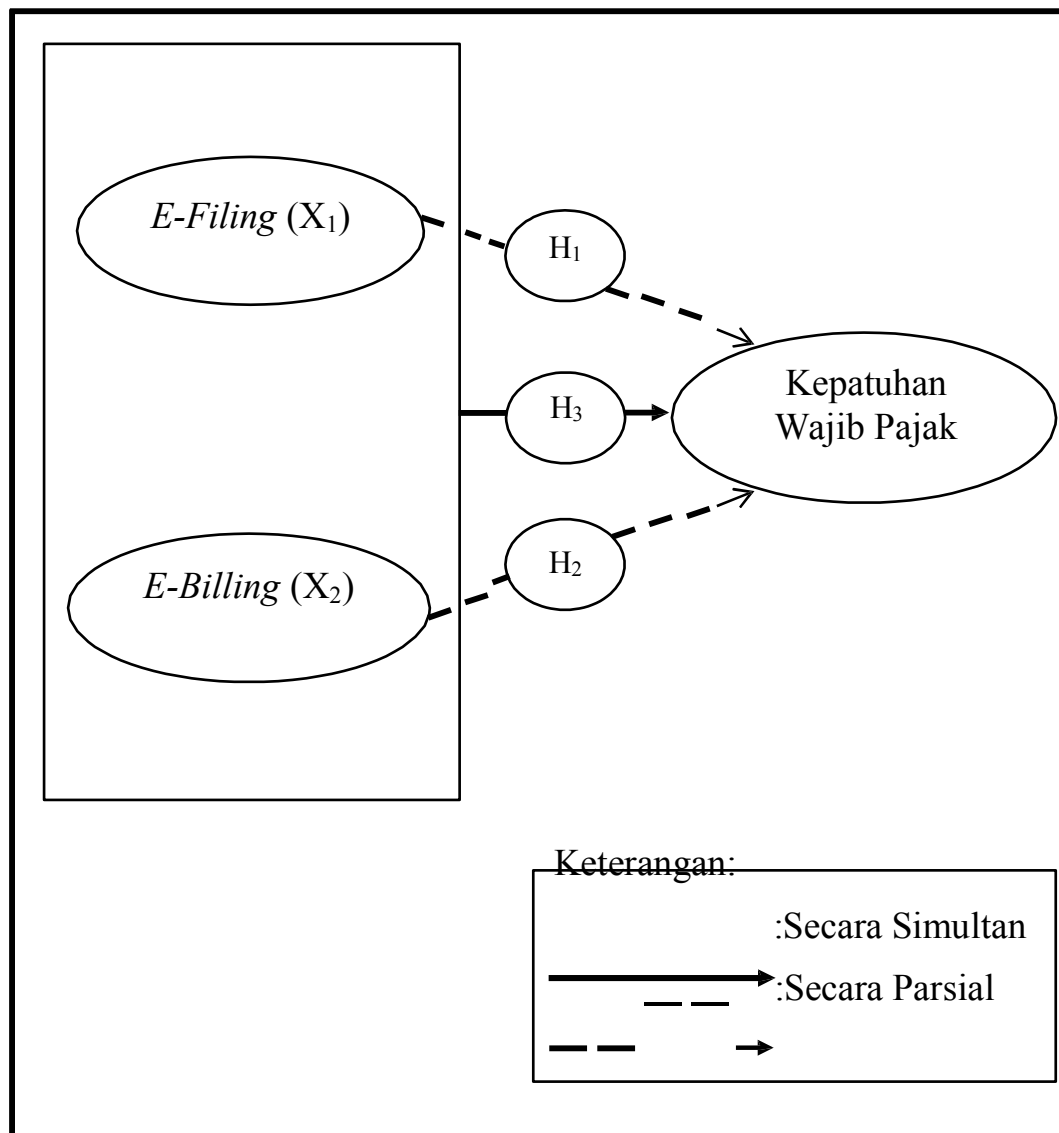 E-Filing (X₁)
H₁
Kepatuhan
Wajib Pajak
H₃
E-Billing (X₂)
H₂
Keterangan:
:Secara Simultan
:Secara Parsial